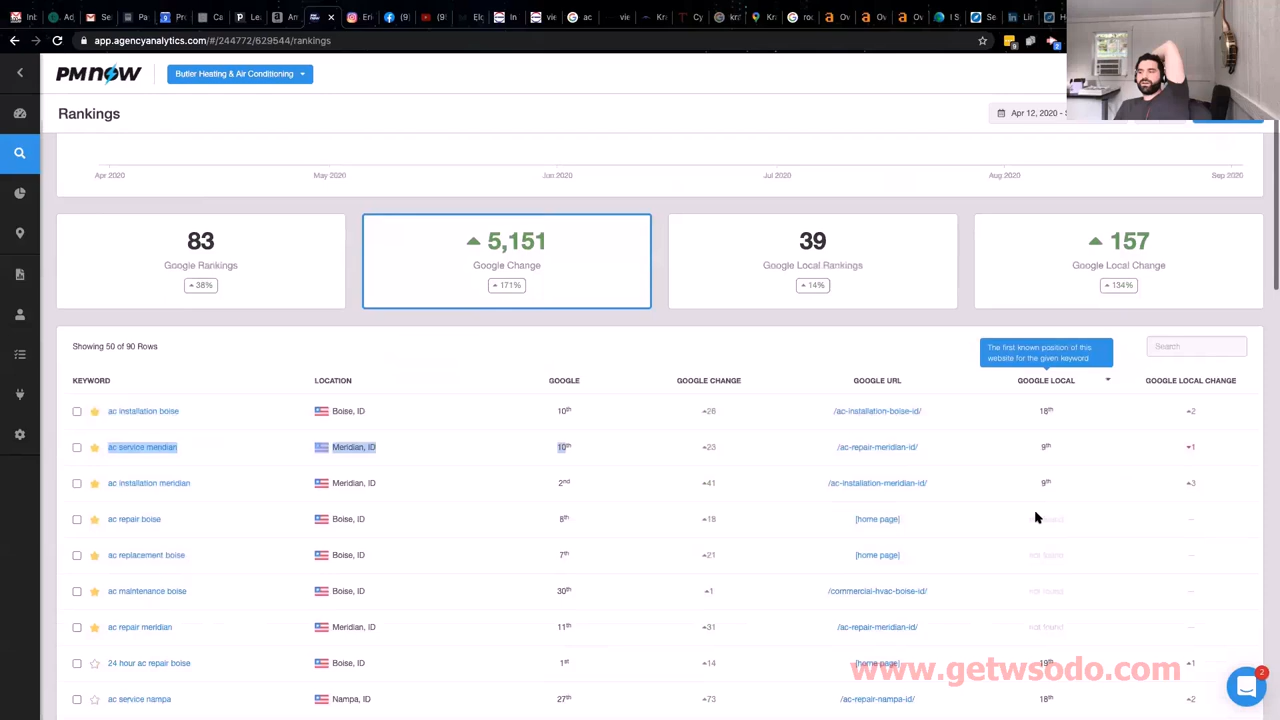 app.agencyanalytics.com/#/244772/629544/rankings
PMNOW
Butler Heating & Air Conditioning
Rankings
Apr 12, 2020 -
Apr 2020 May 2020 Jun 2020 Jul 2020 Aug 2020 Sep 2020
83 5,151 39 157
Google Rankings Google Change Google Local Rankings Google Local Change
38% 171% 14% 134%
Showing 50 of 90 Rows
The first known position of this
website for the given keyword
Search
KEYWORD LOCATION GOOGLE GOOGLE CHANGE GOOGLE URL GOOGLE LOCAL GOOGLE LOCAL CHANGE
ac installation boise Boise, ID 10th 26 /ac-installation-boise-id/ 18th 2
ac service meridian Meridian, ID 10th 23 /ac-repair-meridian-id/ 9th 1
ac installation meridian Meridian, ID 2nd 41 /ac-installation-meridian-id/ 9th 3
ac repair boise Boise, ID 8th 18 [home page] —
ac replacement boise Boise, ID 7th 21 [home page] not found —
ac maintenance boise Boise, ID 30th 1 /commercial-hvac-boise-id/ not found —
ac repair meridian Meridian, ID 11th 31 /ac-repair-meridian-id/ not found —
24 hour ac repair boise Boise, ID 1st 14 [home page] 19th 1
www.getwsodo.com
ac service nampa Nampa, ID 27th 73 /ac-repair-nampa-id/ 18th 2
2